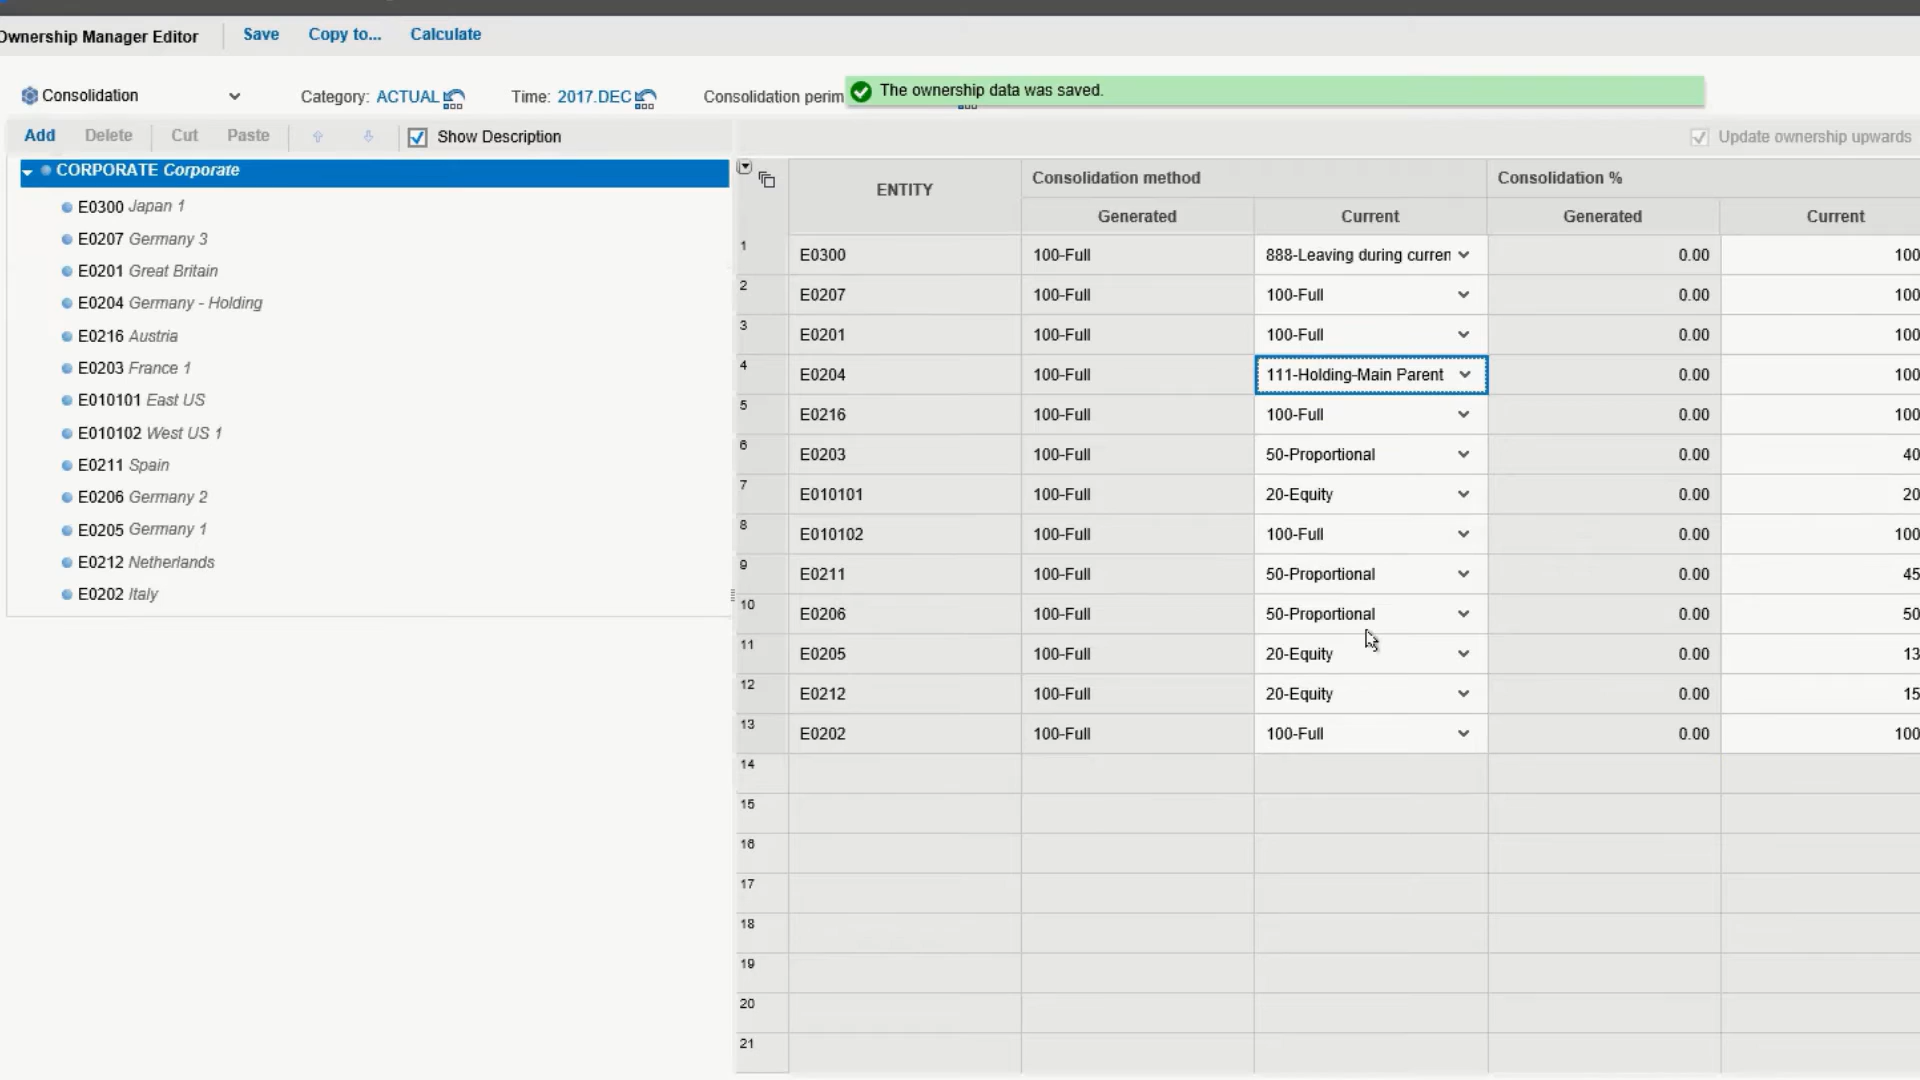 Ownership Manager Editor Save Copy to... Calculate
Consolidation Category: ACTUAL Time: 2017.DEC Consolidation perim The ownership data was saved.
Add Delete Cut Paste Show Description Update ownership upwards
CORPORATE Corporate
E0300 Japan 1
E0207 Germany 3
E0201 Great Britain
E0204 Germany - Holding
E0216 Austria
E0203 France 1
E010101 East US
E010102 West US 1
E0211 Spain
E0206 Germany 2
E0205 Germany 1
E0212 Netherlands
E0202 Italy
ENTITY Consolidation method Consolidation %
Generated Current Generated Current
1 E0300 100-Full 888-Leaving during curren 0.00 100
2 E0207 100-Full 100-Full 0.00 100
3 E0201 100-Full 100-Full 0.00 100
4 E0204 100-Full 111-Holding-Main Parent 0.00 100
5 E0216 100-Full 100-Full 0.00 100
6 E0203 100-Full 50-Proportional 0.00 40
7 E010101 100-Full 20-Equity 0.00 20
8 E010102 100-Full 100-Full 0.00 100
9 E0211 100-Full 50-Proportional 0.00 45
10 E0206 100-Full 50-Proportional 0.00 50
11 E0205 100-Full 20-Equity 0.00 13
12 E0212 100-Full 20-Equity 0.00 15
13 E0202 100-Full 100-Full 0.00 100
14
15
16
17
18
19
20
21